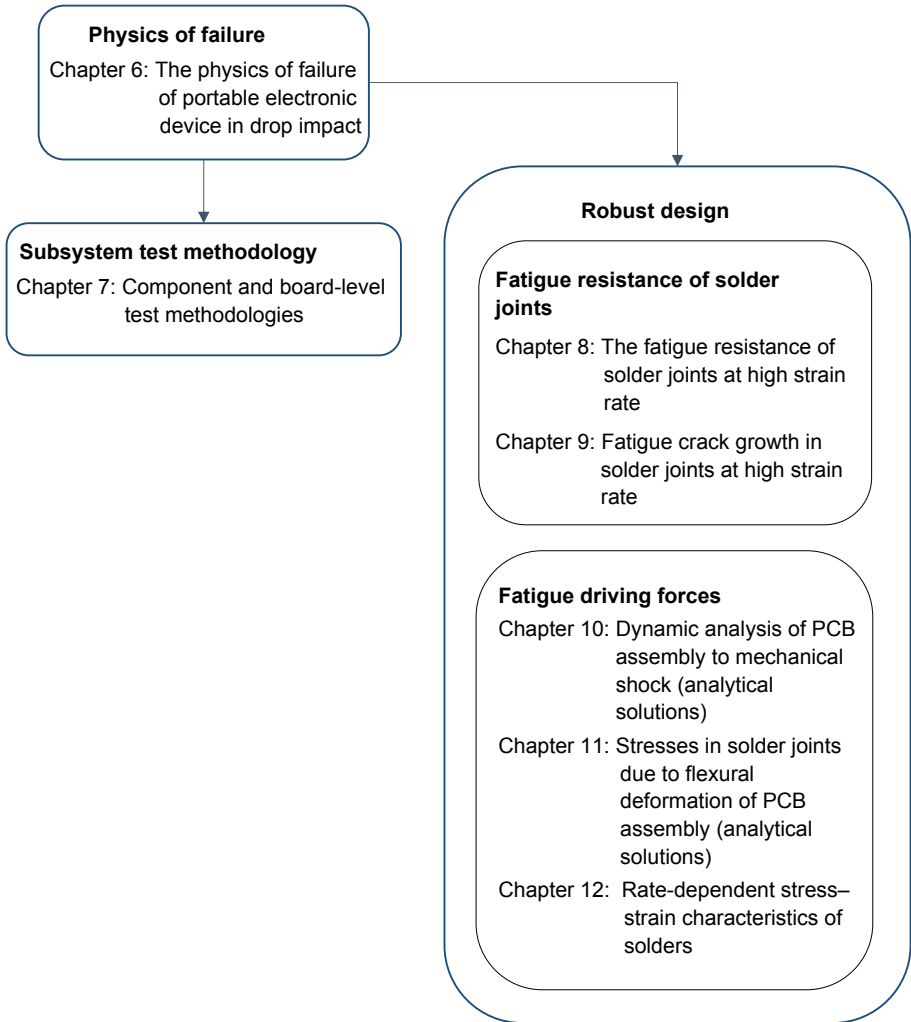 Physics of failure
Chapter 6: The physics of failure
of portable electronic
device in drop impact
Subsystem test methodology
Chapter 7: Component and board-level
test methodologies
Robust design
Fatigue resistance of solder
joints
Chapter 8: The fatigue resistance of
solder joints at high strain
rate
Chapter 9: Fatigue crack growth in
solder joints at high strain
rate
Fatigue driving forces
Chapter 10: Dynamic analysis of PCB
assembly to mechanical
shock (analytical
solutions)
Chapter 11: Stresses in solder joints
due to flexural
deformation of PCB
assembly (analytical
solutions)
Chapter 12: Rate-dependent stress–
strain characteristics of
solders